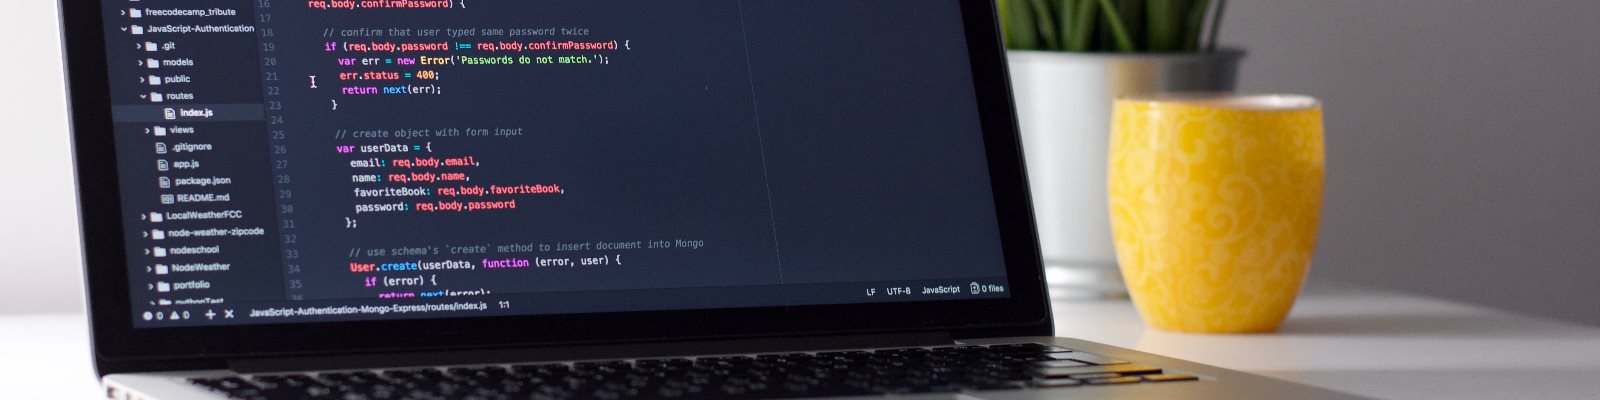 freecodecamp_tribute
JavaScript-Authentication
.git
models
public
routes
index.js
views
.gitignore
app.js
package.json
README.md
LocalWeatherFCC
node-weather-zipcode
nodeschool
NodeWeather
portfolio
pythonTest
16 req.body.confirmPassword) {
17
18 // confirm that user typed same password twice
19 if (req.body.password !== req.body.confirmPassword) {
20 var err = new Error('Passwords do not match.');
21 err.status = 400;
22 return next(err);
23 }
24
25 // create object with form input
26 var userData = {
27 email: req.body.email,
28 name: req.body.name,
29 favoriteBook: req.body.favoriteBook,
30 password: req.body.password
31 };
32
33 // use schema's `create` method to insert document into Mongo
34 User.create(userData, function (error, user) {
35 if (error) {
36 return next(error);
0 0 JavaScript-Authentication-Mongo-Express/routes/index.js 1:1 LF UTF-8 JavaScript 0 files